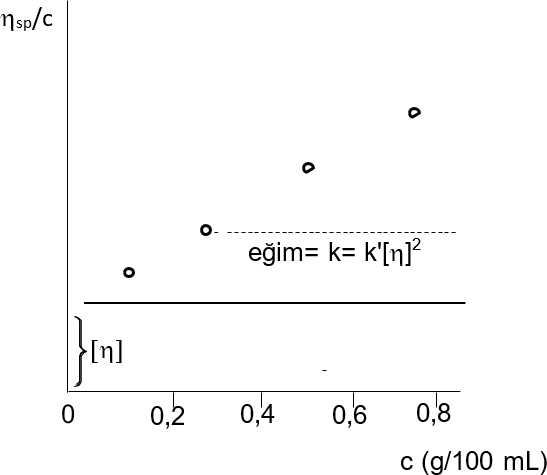 ηsp/c
eğim= k= k'[η]2
[η]
0 0,2 0,4 0,6 0,8
c (g/100 mL)